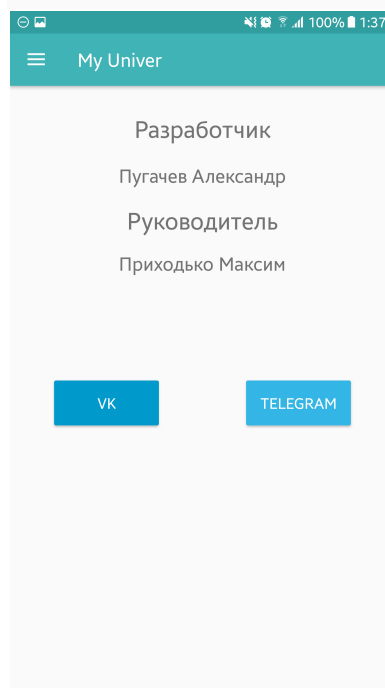 100% 1:37
My Univer
Разработчик
Пугачев Александр
Руководитель
Приходько Максим
VK
TELEGRAM